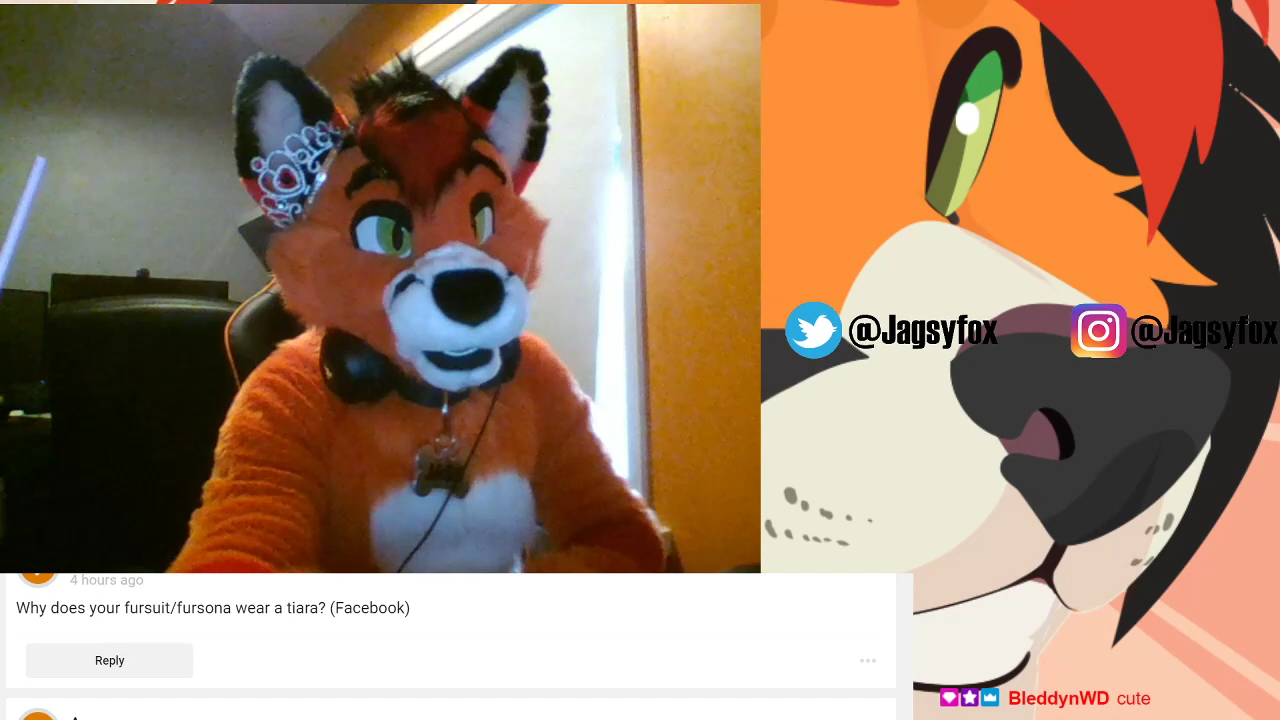 @Jagsyfox @Jagsyfox
4 hours ago
Why does your fursuit/fursona wear a tiara? (Facebook)
Reply
BleddynWD cute